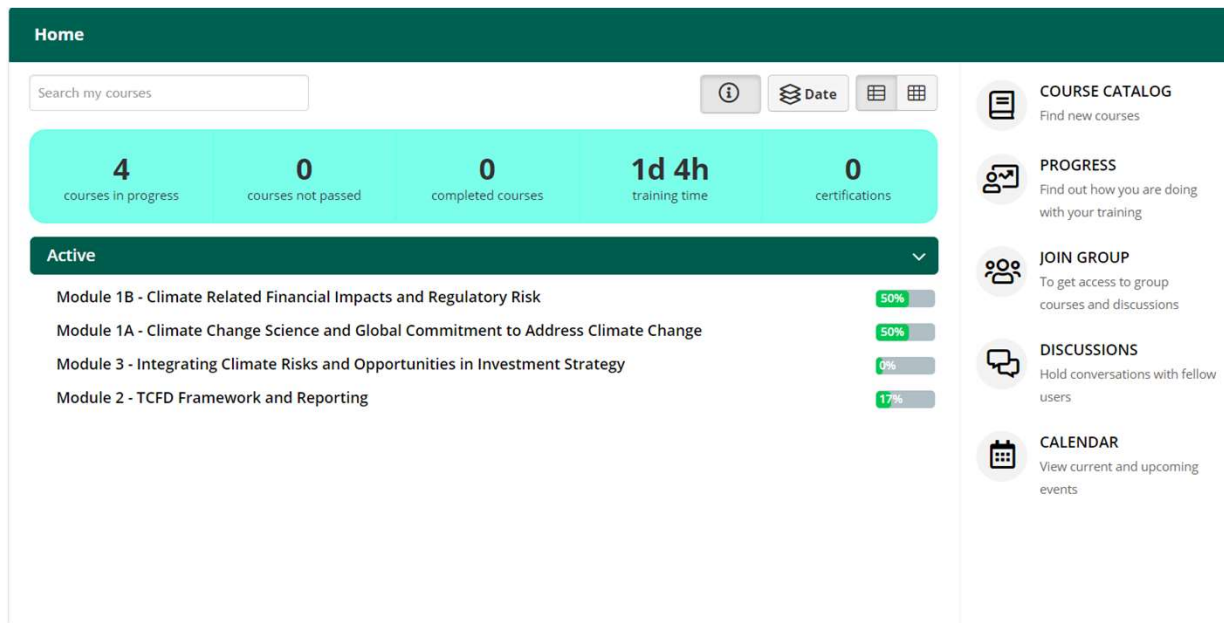 Home
Search my courses
Date
4
courses in progress
0
courses not passed
0
completed courses
1d 4h
training time
0
certifications
Active
Module 1B - Climate Related Financial Impacts and Regulatory Risk
50%
Module 1A - Climate Change Science and Global Commitment to Address Climate Change
50%
Module 3 - Integrating Climate Risks and Opportunities in Investment Strategy
0%
Module 2 - TCFD Framework and Reporting
17%
COURSE CATALOG
Find new courses
PROGRESS
Find out how you are doing
with your training
JOIN GROUP
To get access to group
courses and discussions
DISCUSSIONS
Hold conversations with fellow
users
CALENDAR
View current and upcoming
events